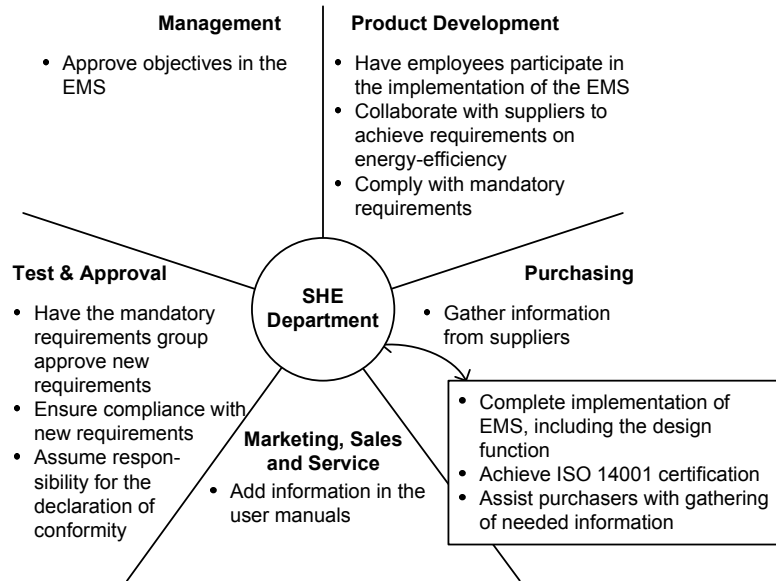 Management
• Approve objectives in the
EMS
Product Development
• Have employees participate in
the implementation of the EMS
• Collaborate with suppliers to
achieve requirements on
energy-efficiency
• Comply with mandatory
requirements
Test & Approval
• Have the mandatory
requirements group
approve new
requirements
• Ensure compliance with
new requirements
• Assume respon-
sibility for the
declaration of
conformity
SHE
Department
Purchasing
• Gather information
from suppliers
Marketing, Sales
and Service
• Add information in the
user manuals
• Complete implementation of
EMS, including the design
function
• Achieve ISO 14001 certification
• Assist purchasers with gathering
of needed information